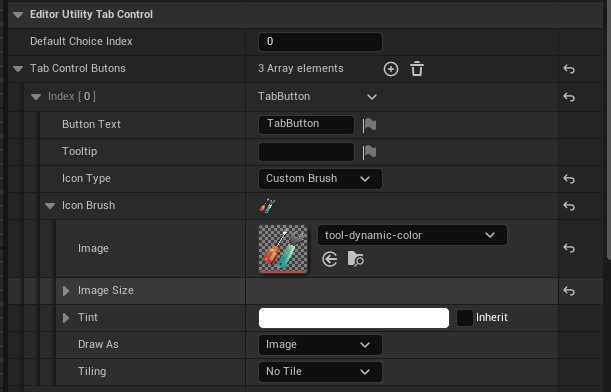 Editor Utility Tab Control
Default Choice Index 0
Tab Control Butons 3 Array elements
Index [ 0 ] TabButton
Button Text TabButton
Tooltip
Icon Type Custom Brush
Icon Brush
Image tool-dynamic-color
Image Size
Tint Inherit
Draw As Image
Tiling No Tile